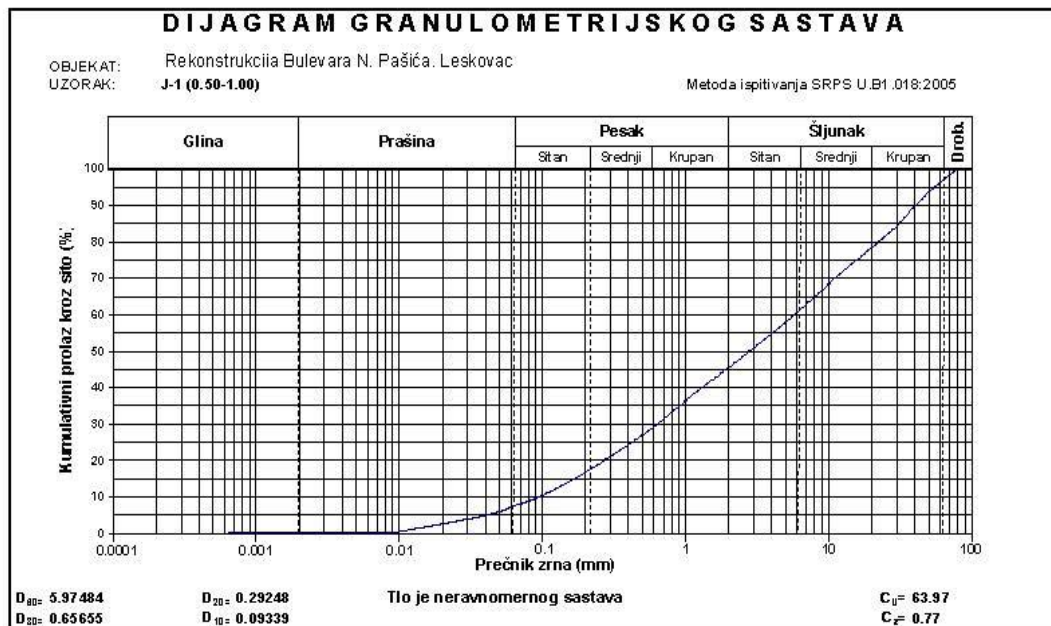 DIJAGRAM GRANULOMETRIJSKOG SASTAVA
OBJEKAT: Rekonstrukciia Bulevara N. Pašića. Leskovac
UZORAK: J-1 (0.50-1.00) Metoda ispitivanja SRPS U.B1.018:2005
Glina Prašina Pesak Šljunak Drob.
Sitan Srednji Krupan Sitan Srednji Krupan
Kumulativni prolaz kroz sito (%)
100
90
80
70
60
50
40
30
20
10
0
0.0001 0.001 0.01 0.1 1 10 100
Prečnik zrna (mm)
D60= 5.97484 D20= 0.29248 Tlo je neravnomernog sastava CU= 63.97
D30= 0.65655 D10= 0.09339 Cz= 0.77